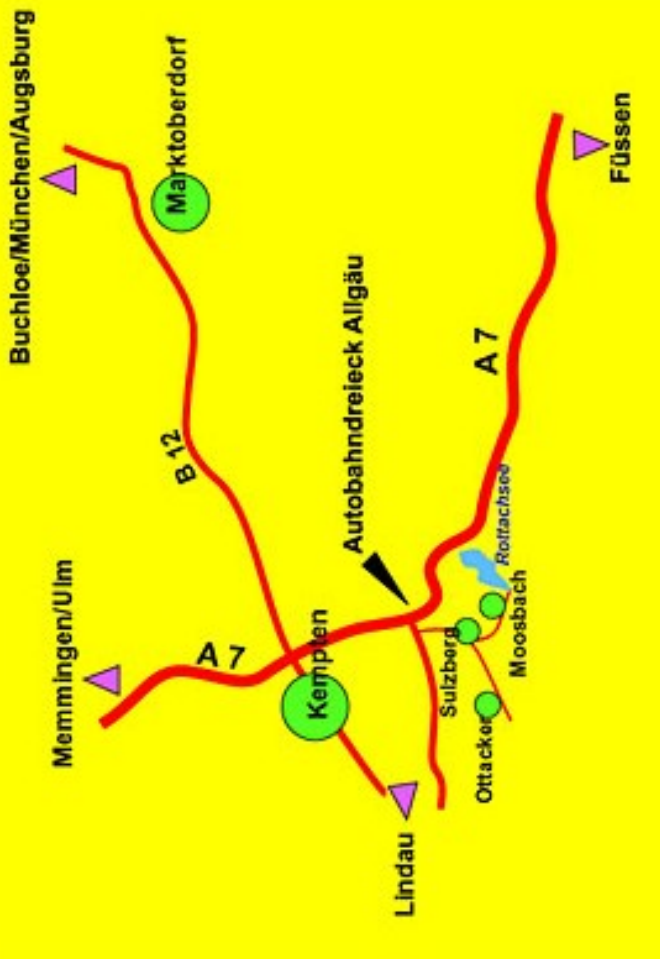 Memmingen/Ulm
Buchloe/München/Augsburg
Marktoberdorf
B 12
A 7
Kempten
Autobahndreieck Allgäu
Lindau
Sulzberg
A 7
Ottacker
Moosbach
Rottachsee
Füssen